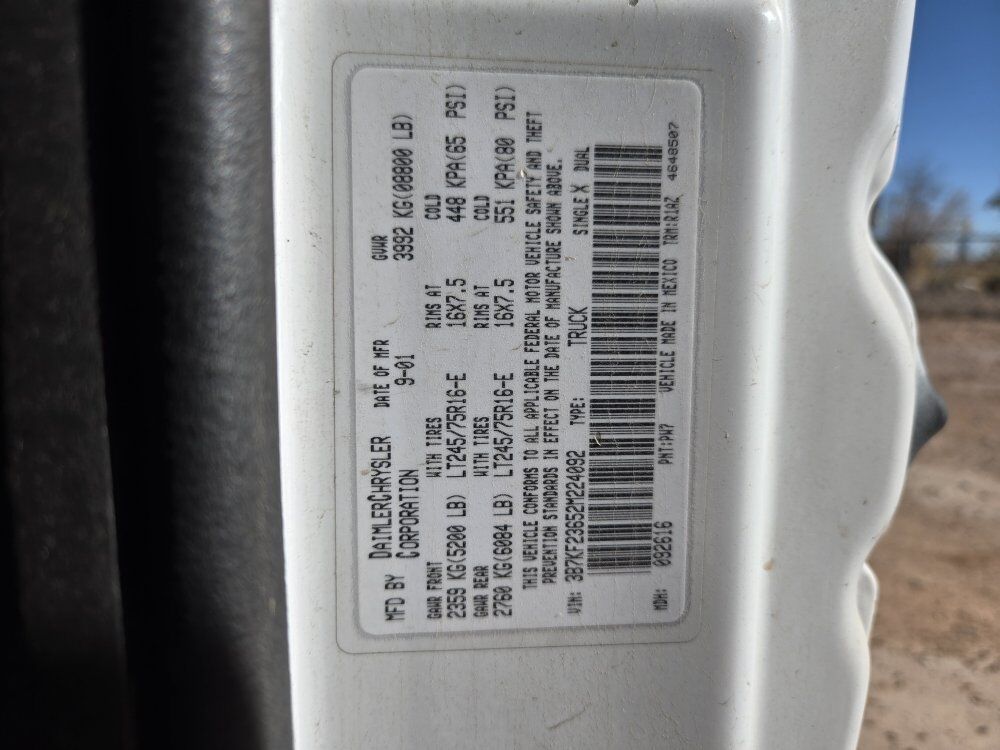 MFD BY DAIMLERCHRYSLER CORPORATION DATE OF MFR 9-01 GVWR 3992 KG(08800 LB)
GAWR FRONT WITH TIRES RIMS AT COLD
2359 KG(5200 LB) LT245/75R16-E 16X7.5 448 KPA(65 PSI)
GAWR REAR WITH TIRES RIMS AT COLD
2760 KG(6084 LB) LT245/75R16-E 16X7.5 551 KPA(80 PSI)
THIS VEHICLE CONFORMS TO ALL APPLICABLE FEDERAL MOTOR VEHICLE SAFETY AND THEFT
PREVENTION STANDARDS IN EFFECT ON THE DATE OF MANUFACTURE SHOWN ABOVE.
VIN: 3B7KF23652M224092 TYPE: TRUCK SINGLE X DUAL
MDH: 092616 PNT:PW7 VEHICLE MADE IN MEXICO TRM:R1AZ 4648507